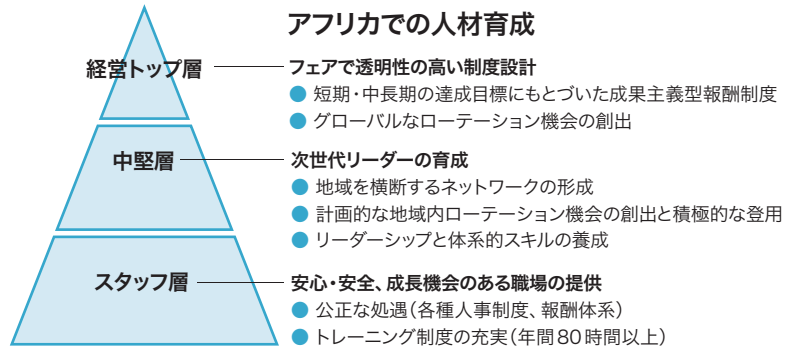 アフリカでの人材育成
経営トップ層
フェアで透明性の高い制度設計
● 短期・中長期の達成目標にもとづいた成果主義型報酬制度
● グローバルなローテーション機会の創出
中堅層
次世代リーダーの育成
● 地域を横断するネットワークの形成
● 計画的な地域内ローテーション機会の創出と積極的な登用
● リーダーシップと体系的スキルの養成
スタッフ層
安心・安全、成長機会のある職場の提供
● 公正な処遇(各種人事制度、報酬体系)
● トレーニング制度の充実(年間80時間以上)